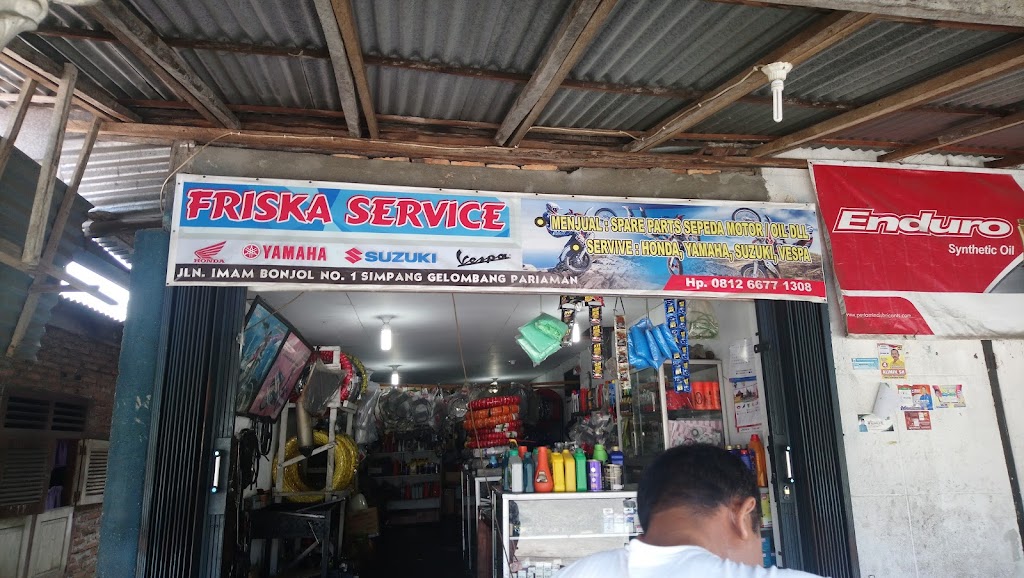 FRISKA SERVICE
HONDA YAMAHA SUZUKI Vespa
JLN. IMAM BONJOL NO. 1 SIMPANG GELOMBANG PARIAMAN
MENJUAL : SPARE PARTS SEPEDA MOTOR / OIL DLL
SERVIVE : HONDA, YAMAHA, SUZUKI, VESPA
Hp. 0812 6677 1308
Enduro
Synthetic Oil